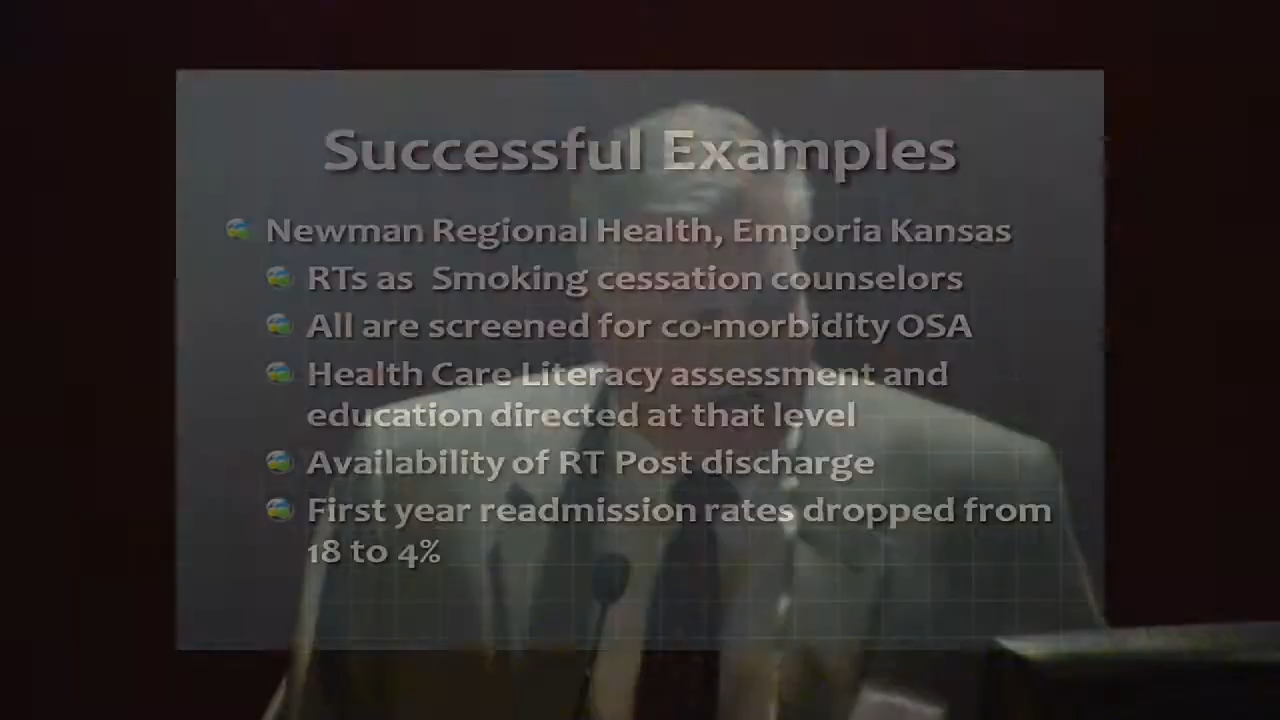 Successful Examples
Newman Regional Health, Emporia Kansas
RTs as Smoking cessation counselors
All are screened for co-morbidity OSA
Health Care Literacy assessment and
education directed at that level
Availability of RT Post discharge
First year readmission rates dropped from
18 to 4%